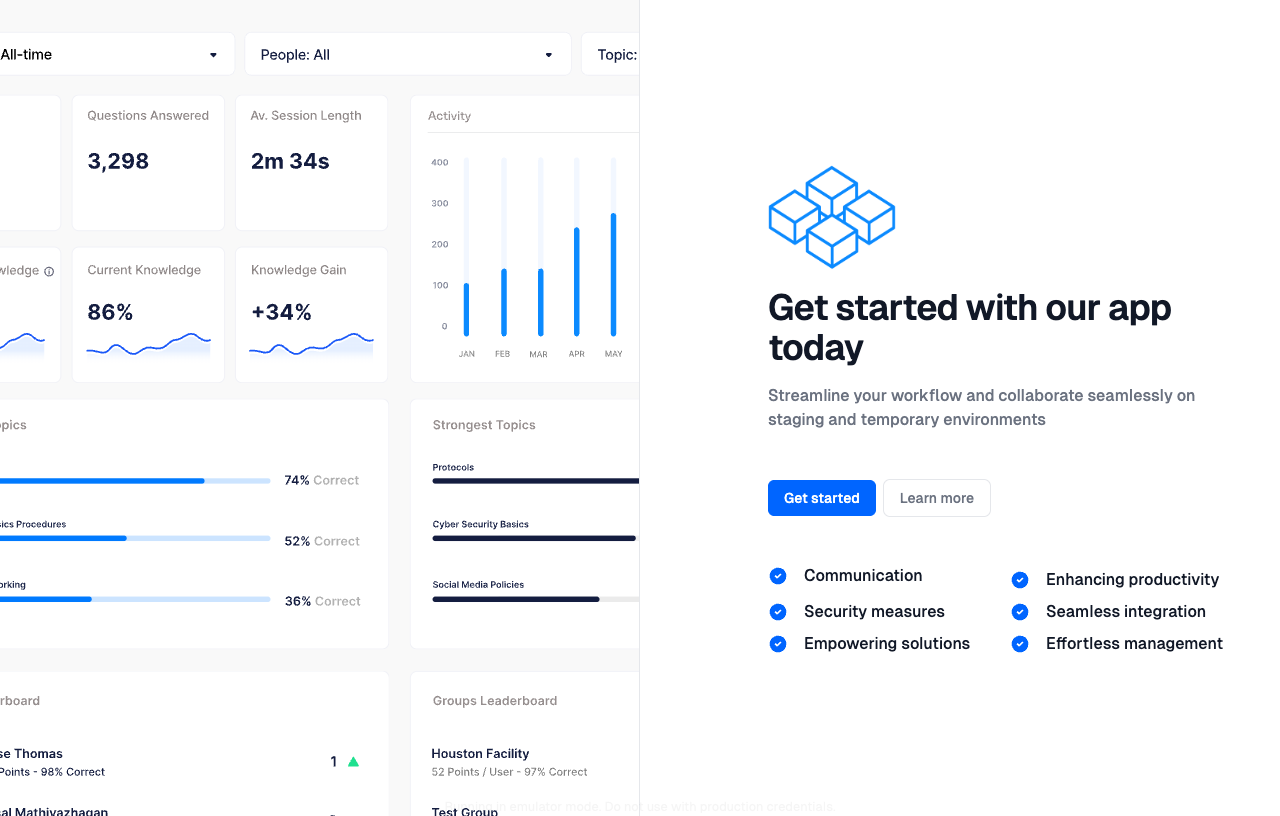 All-time
People: All
Topic:
Questions Answered
3,298
Av. Session Length
2m 34s
Activity
400
300
200
100
0
JAN FEB MAR APR MAY
wledge
Current Knowledge
86%
Knowledge Gain
+34%
opics
74% Correct
sics Procedures
52% Correct
orking
36% Correct
Strongest Topics
Protocols
Cyber Security Basics
Social Media Policies
rboard
se Thomas
1
Points - 98% Correct
sal Mathivazhagan
Groups Leaderboard
Houston Facility
52 Points / User - 97% Correct
Test Group
Running in emulator mode. Do not use with production credentials.
Get started with our app
today
Streamline your workflow and collaborate seamlessly on
staging and temporary environments
Get started
Learn more
Communication
Security measures
Empowering solutions
Enhancing productivity
Seamless integration
Effortless management